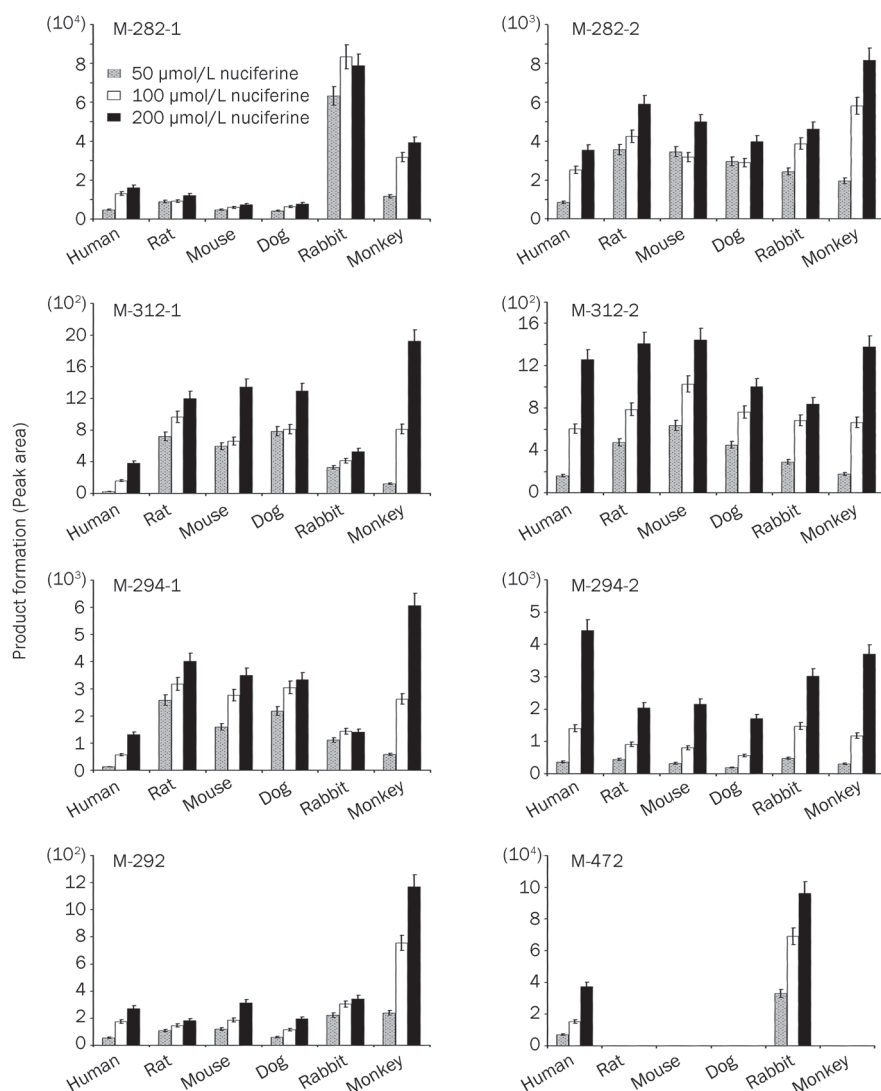 Product formation (Peak area)
(10⁴)
M-282-1
50 µmol/L nuciferine
100 µmol/L nuciferine
200 µmol/L nuciferine
10
8
6
4
2
0
Human Rat Mouse Dog Rabbit Monkey
(10³)
M-282-2
10
8
6
4
2
0
Human Rat Mouse Dog Rabbit Monkey
(10²)
M-312-1
20
16
12
8
4
0
Human Rat Mouse Dog Rabbit Monkey
(10²)
M-312-2
16
12
8
4
0
Human Rat Mouse Dog Rabbit Monkey
(10³)
M-294-1
6
5
4
3
2
1
0
Human Rat Mouse Dog Rabbit Monkey
(10³)
M-294-2
5
4
3
2
1
0
Human Rat Mouse Dog Rabbit Monkey
(10²)
M-292
12
10
8
6
4
2
0
Human Rat Mouse Dog Rabbit Monkey
(10⁴)
M-472
10
8
6
4
2
0
Human Rat Mouse Dog Rabbit Monkey